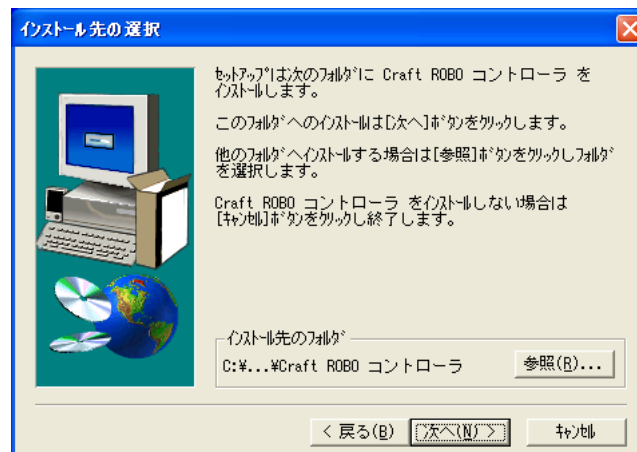 インストール先の選択
セットアップは次のフォルダに Craft ROBO コントローラ を
インストールします。
このフォルダへのインストールは[次へ]ボタンをクリックします。
他のフォルダへインストールする場合は[参照]ボタンをクリックしフォルダ
を選択します。
Craft ROBO コントローラ をインストールしない場合は
[キャンセル]ボタンをクリックし終了します。
インストール先のフォルダ
C:¥...¥Craft ROBO コントローラ
参照(R)...
< 戻る(B)
次へ(N) >
キャンセル